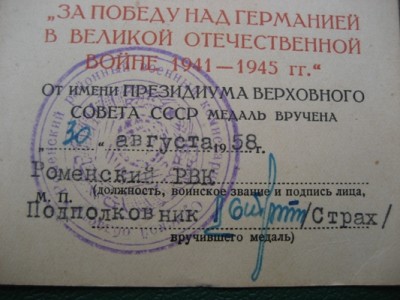 „ЗА ПОБЕДУ НАД ГЕРМАНИЕЙ
В ВЕЛИКОЙ ОТЕЧЕСТВЕННОЙ
ВОЙНЕ 1941—1945 гг.“
ОТ ИМЕНИ ПРЕЗИДИУМА ВЕРХОВНОГО
СОВЕТА СССР МЕДАЛЬ ВРУЧЕНА
„30“ августа 1958 г.
Роменский РВК
(должность, воинское звание и подпись лица,
М. П.
Подполковник /Страх/
вручившего медаль)